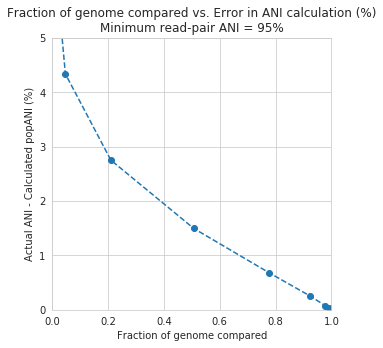 Fraction of genome compared vs. Error in ANI calculation (%)
Minimum read-pair ANI = 95%
Actual ANI - Calculated popANI (%)
5
4
3
2
1
0
0.0 0.2 0.4 0.6 0.8 1.0
Fraction of genome compared